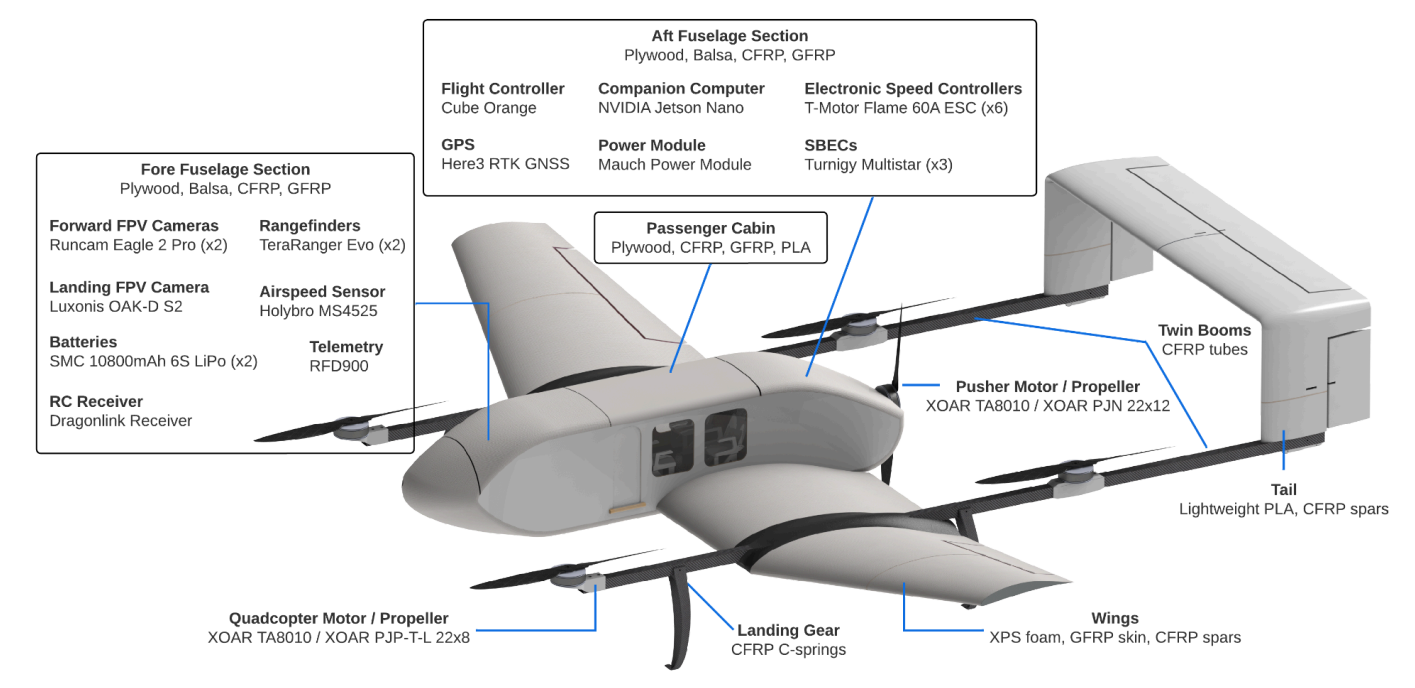 Aft Fuselage Section
Plywood, Balsa, CFRP, GFRP
Flight Controller
Cube Orange
Companion Computer
NVIDIA Jetson Nano
Electronic Speed Controllers
T-Motor Flame 60A ESC (x6)
GPS
Here3 RTK GNSS
Power Module
Mauch Power Module
SBECs
Turnigy Multistar (x3)
Fore Fuselage Section
Plywood, Balsa, CFRP, GFRP
Forward FPV Cameras
Runcam Eagle 2 Pro (x2)
Rangefinders
TeraRanger Evo (x2)
Landing FPV Camera
Luxonis OAK-D S2
Airspeed Sensor
Holybro MS4525
Batteries
SMC 10800mAh 6S LiPo (x2)
Telemetry
RFD900
RC Receiver
Dragonlink Receiver
Passenger Cabin
Plywood, CFRP, GFRP, PLA
Twin Booms
CFRP tubes
Pusher Motor / Propeller
XOAR TA8010 / XOAR PJN 22x12
Tail
Lightweight PLA, CFRP spars
Quadcopter Motor / Propeller
XOAR TA8010 / XOAR PJP-T-L 22x8
Landing Gear
CFRP C-springs
Wings
XPS foam, GFRP skin, CFRP spars